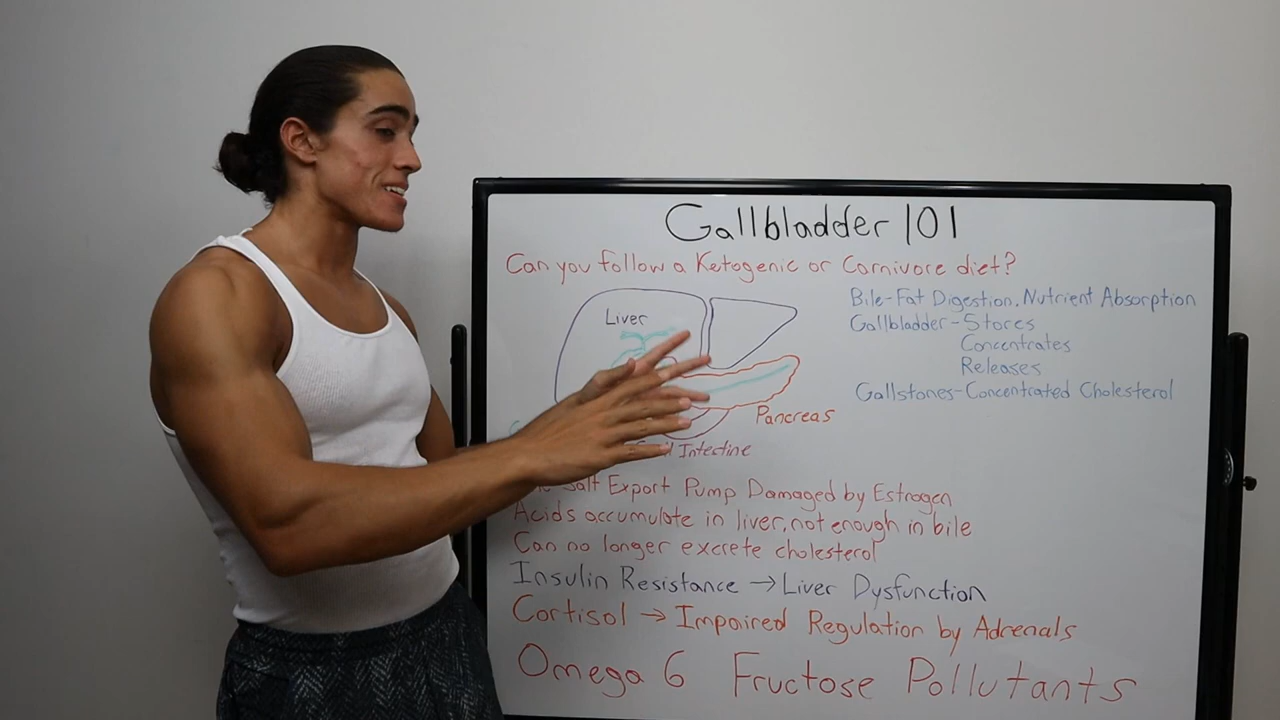 Gallbladder 101
Can you follow a Ketogenic or Carnivore diet?
Liver
Bile-Fat Digestion, Nutrient Absorption
Gallbladder-Stores
Concentrates
Releases
Gallstones-Concentrated Cholesterol
Pancreas
Intestine
Salt Export Pump Damaged by Estrogen
Acids accumulate in liver, not enough in bile
Can no longer excrete cholesterol
Insulin Resistance → Liver Dysfunction
Cortisol → Impaired Regulation by Adrenals
Omega 6 Fructose Pollutants